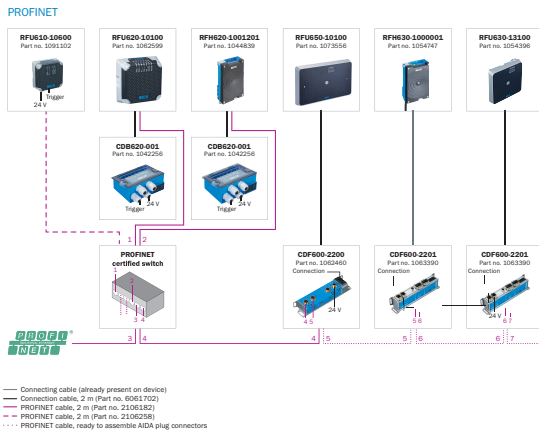 PROFINET
RFU610-10600
Part no. 1091102
Trigger
24 V
RFU620-10100
Part no. 1062599
RFH620-1001201
Part no. 1044839
RFU650-10100
Part no. 1073556
RFH630-1000001
Part no. 1054747
RFU630-13100
Part no. 1054396
CDB620-001
Part no. 1042256
24 V
Trigger
CDB620-001
Part no. 1042256
24 V
Trigger
1 2
PROFINET
certified switch
1
2
3 4
CDF600-2200
Part no. 1062460
Connection
24 V
4 5
CDF600-2201
Part no. 1063390
Connection
5 6
CDF600-2201
Part no. 1063390
Connection
24 V
6 7
PROFI
NET
®
3 4
4 5
5 6
6 7
Connecting cable (already present on device)
Connection cable, 2 m (Part no. 6061702)
PROFINET cable, 2 m (Part no. 2106182)
PROFINET cable, 2 m (Part no. 2106258)
PROFINET cable, ready to assemble AIDA plug connectors